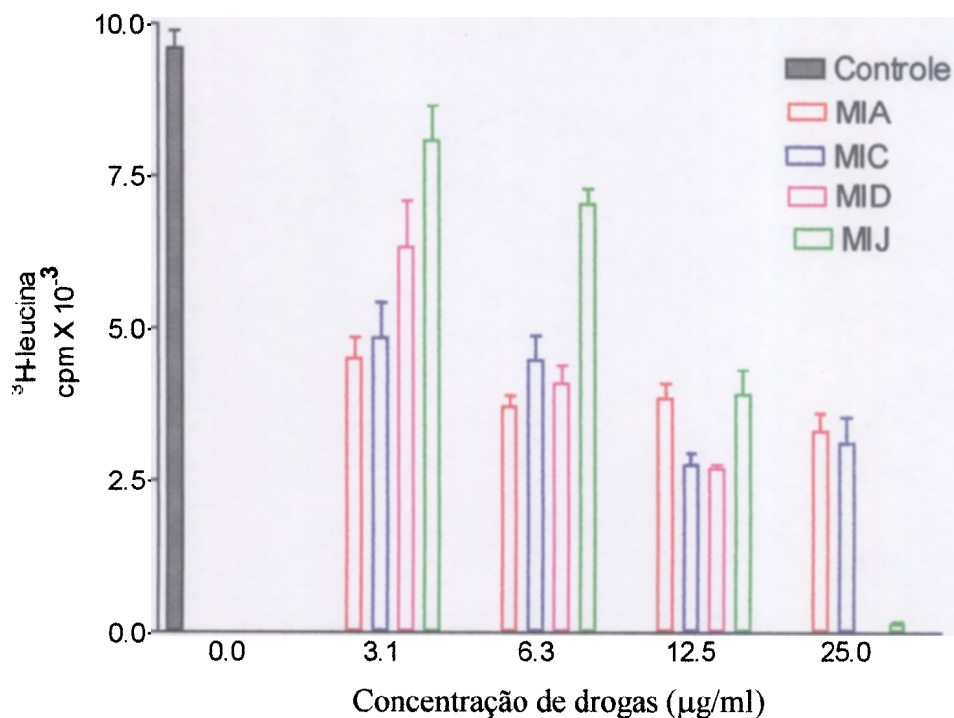 10.0
7.5
5.0
2.5
0.0
³H-leucina
cpm X 10⁻³
Controle
MIA
MIC
MID
MIJ
0.0 3.1 6.3 12.5 25.0
Concentração de drogas (µg/ml)